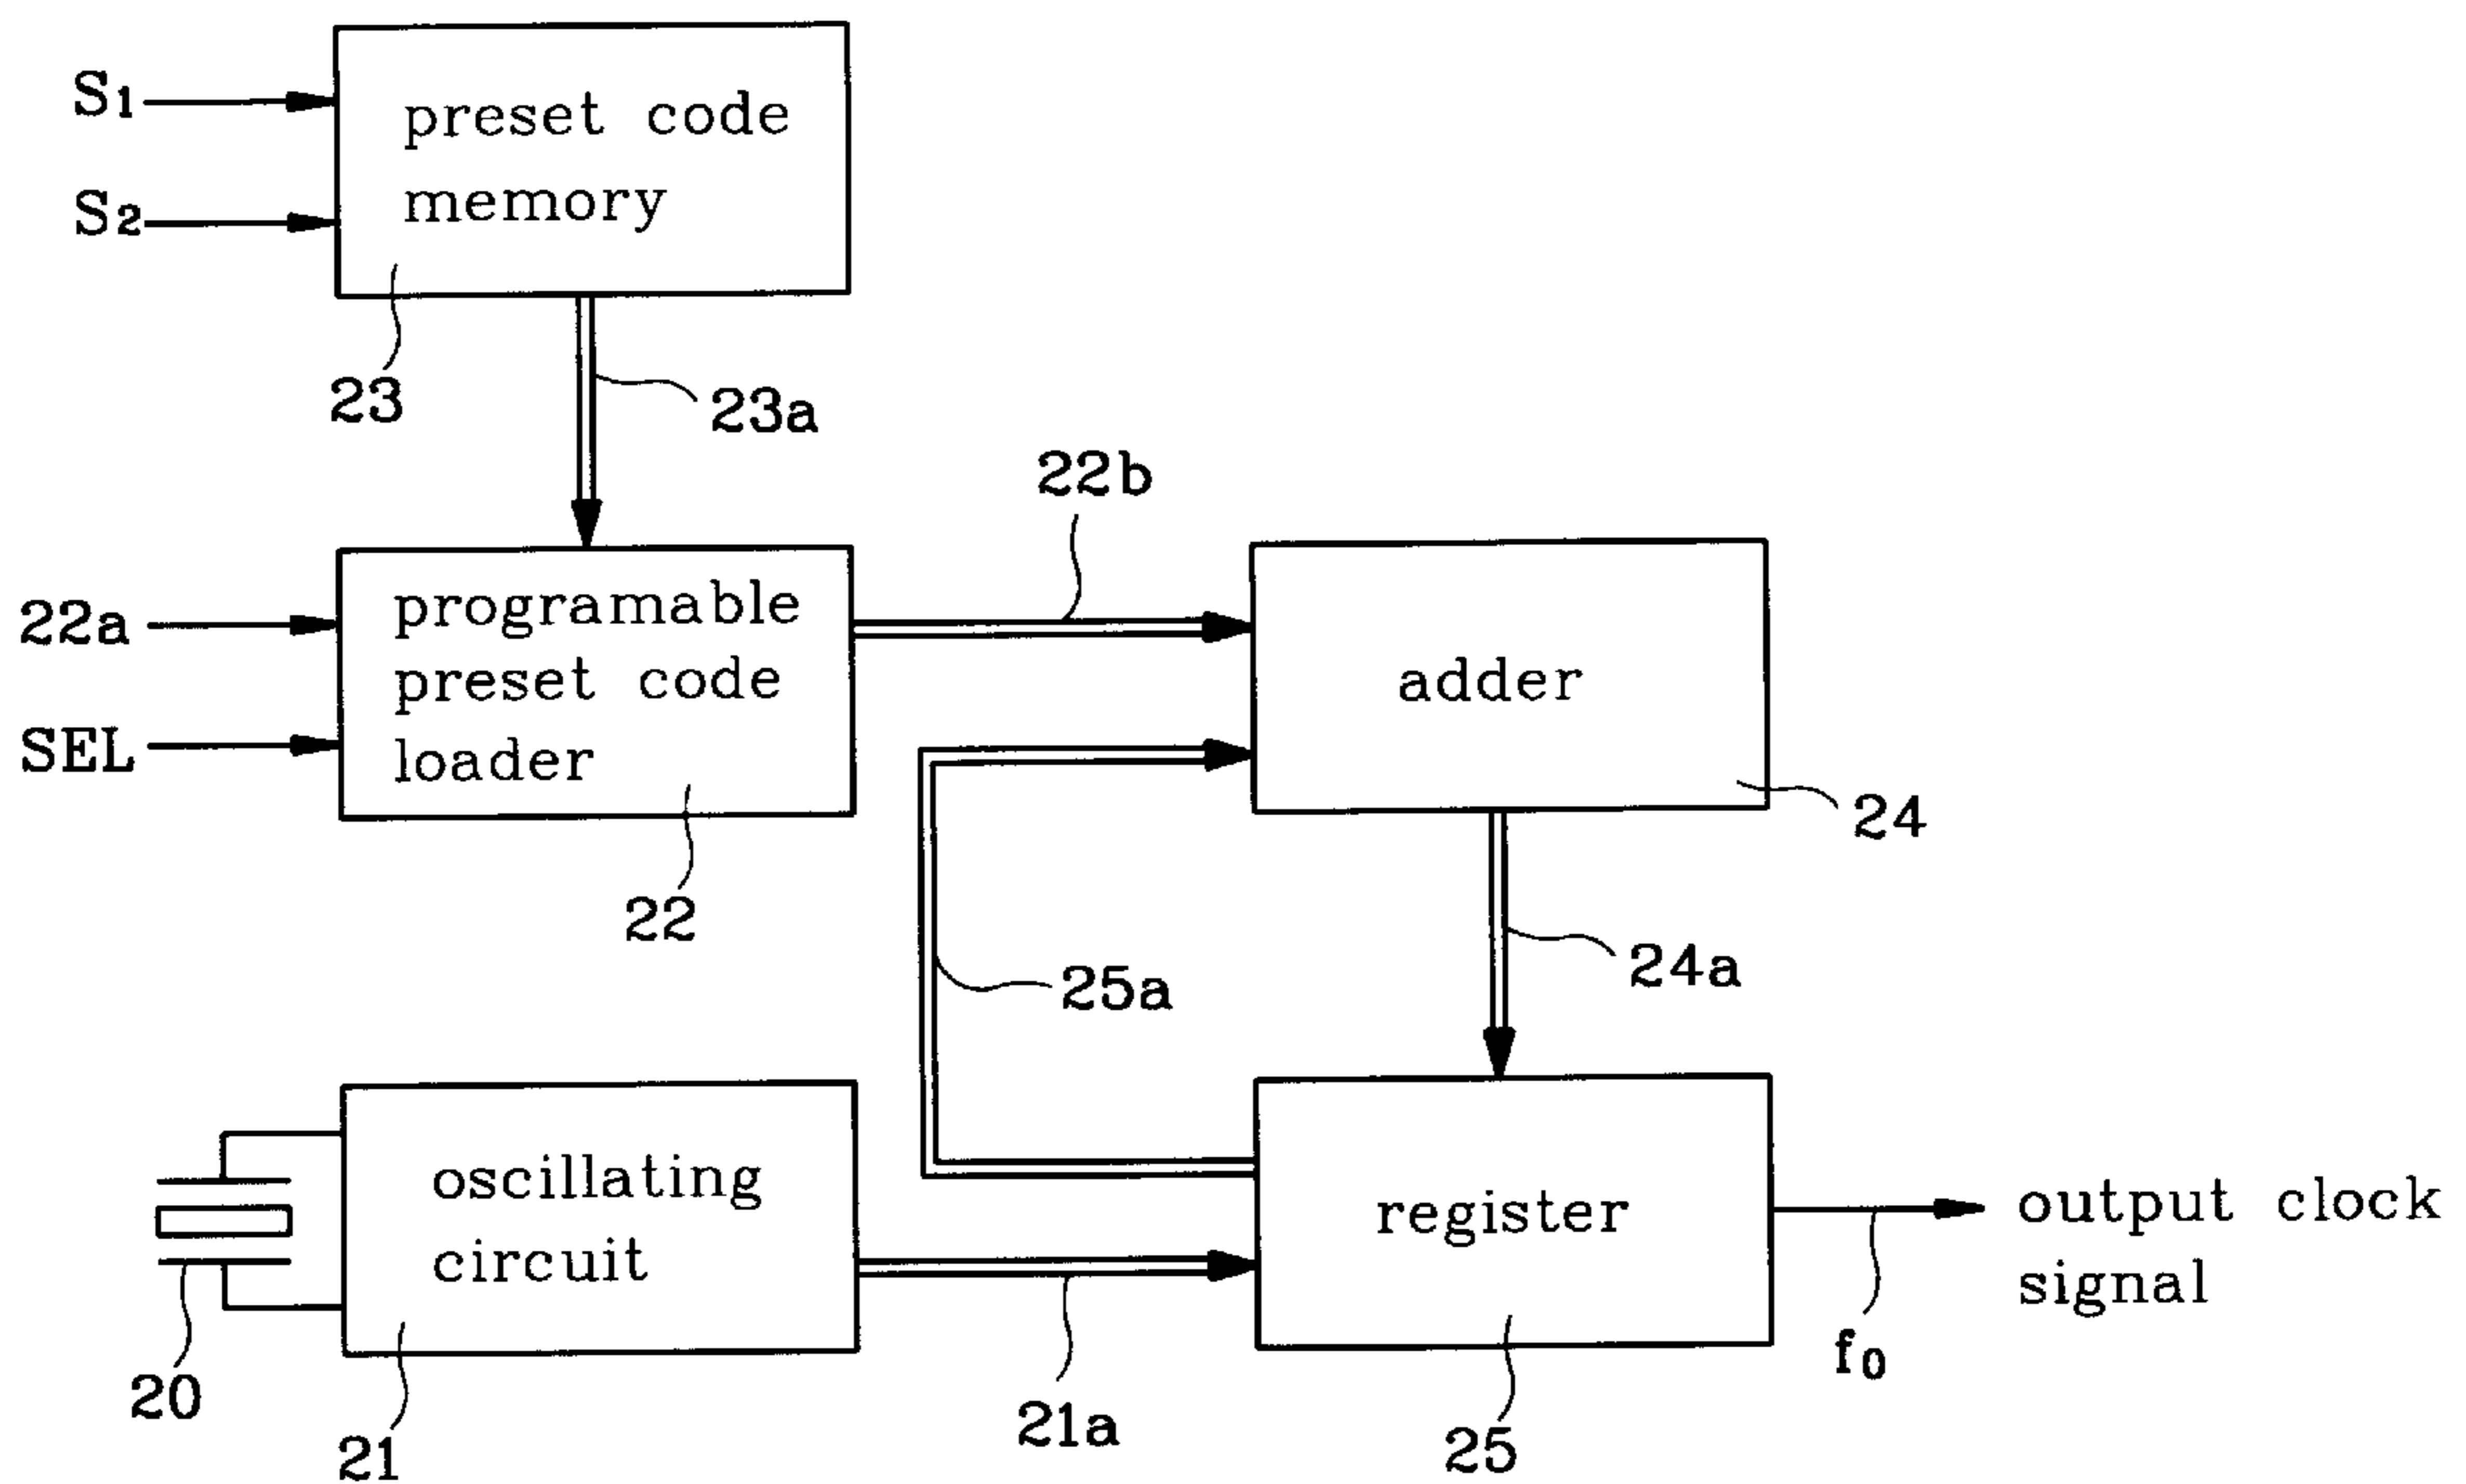 S1
S2
preset code
memory
23
23a
22b
22a
SEL
programable
preset code
loader
22
adder
24
25a
24a
oscillating
circuit
20
21
21a
register
25
f0
output clock
signal